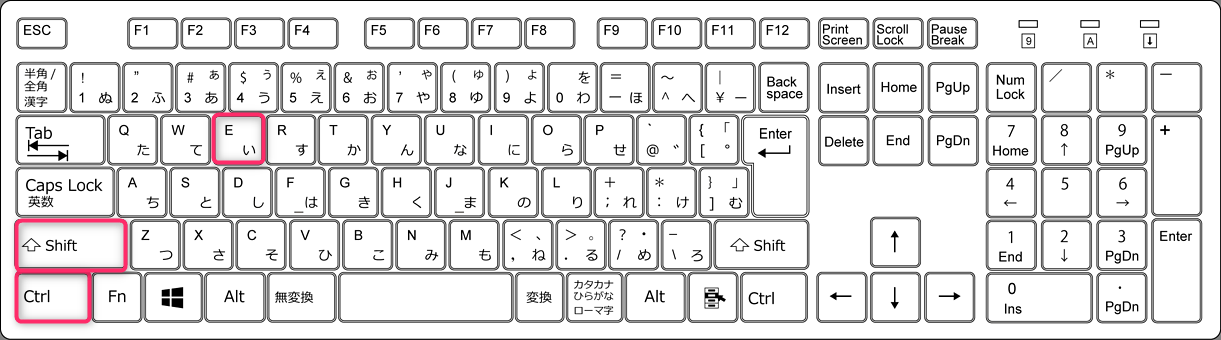 ESC F1 F2 F3 F4 F5 F6 F7 F8 F9 F10 F11 F12 Print Scroll Pause
Screen Lock Break 9 A ⬇
半角/ ! " # ぁ $ ぅ % ぇ & ぉ ' ゃ ( ゅ ) ょ を = ～ | Back Num ／ ＊ －
全角 1 ぬ 2 ふ 3 あ 4 う 5 え 6 お 7 や 8 ゆ 9 よ 0 わ － ほ ^ へ ¥ ー space Insert Home PgUp Lock
漢字
Tab Q W E R T Y U I O P ` { 「 Enter Delete End PgDn 7 8 9 +
た て い す か ん な に ら せ @ ゛ [ ゜ Home ↑ PgUp
Caps Lock A S D F G H J K L + ＊ } 」 4 5 6
英数 ち と し _は き く _ま の り ; れ : け ] む ← →
⇧ Shift Z X C V B N M < 、 > 。 ? ・ _ ⇧ Shift ↑ 1 2 3 Enter
つ さ そ ひ こ み も , ね . る / め \ ろ End ↓ PgDn
Ctrl Fn Alt 無変換 変換 カタカナ Alt Ctrl ← ↓ → 0 .
ひらがな Ins PgDn
ローマ字